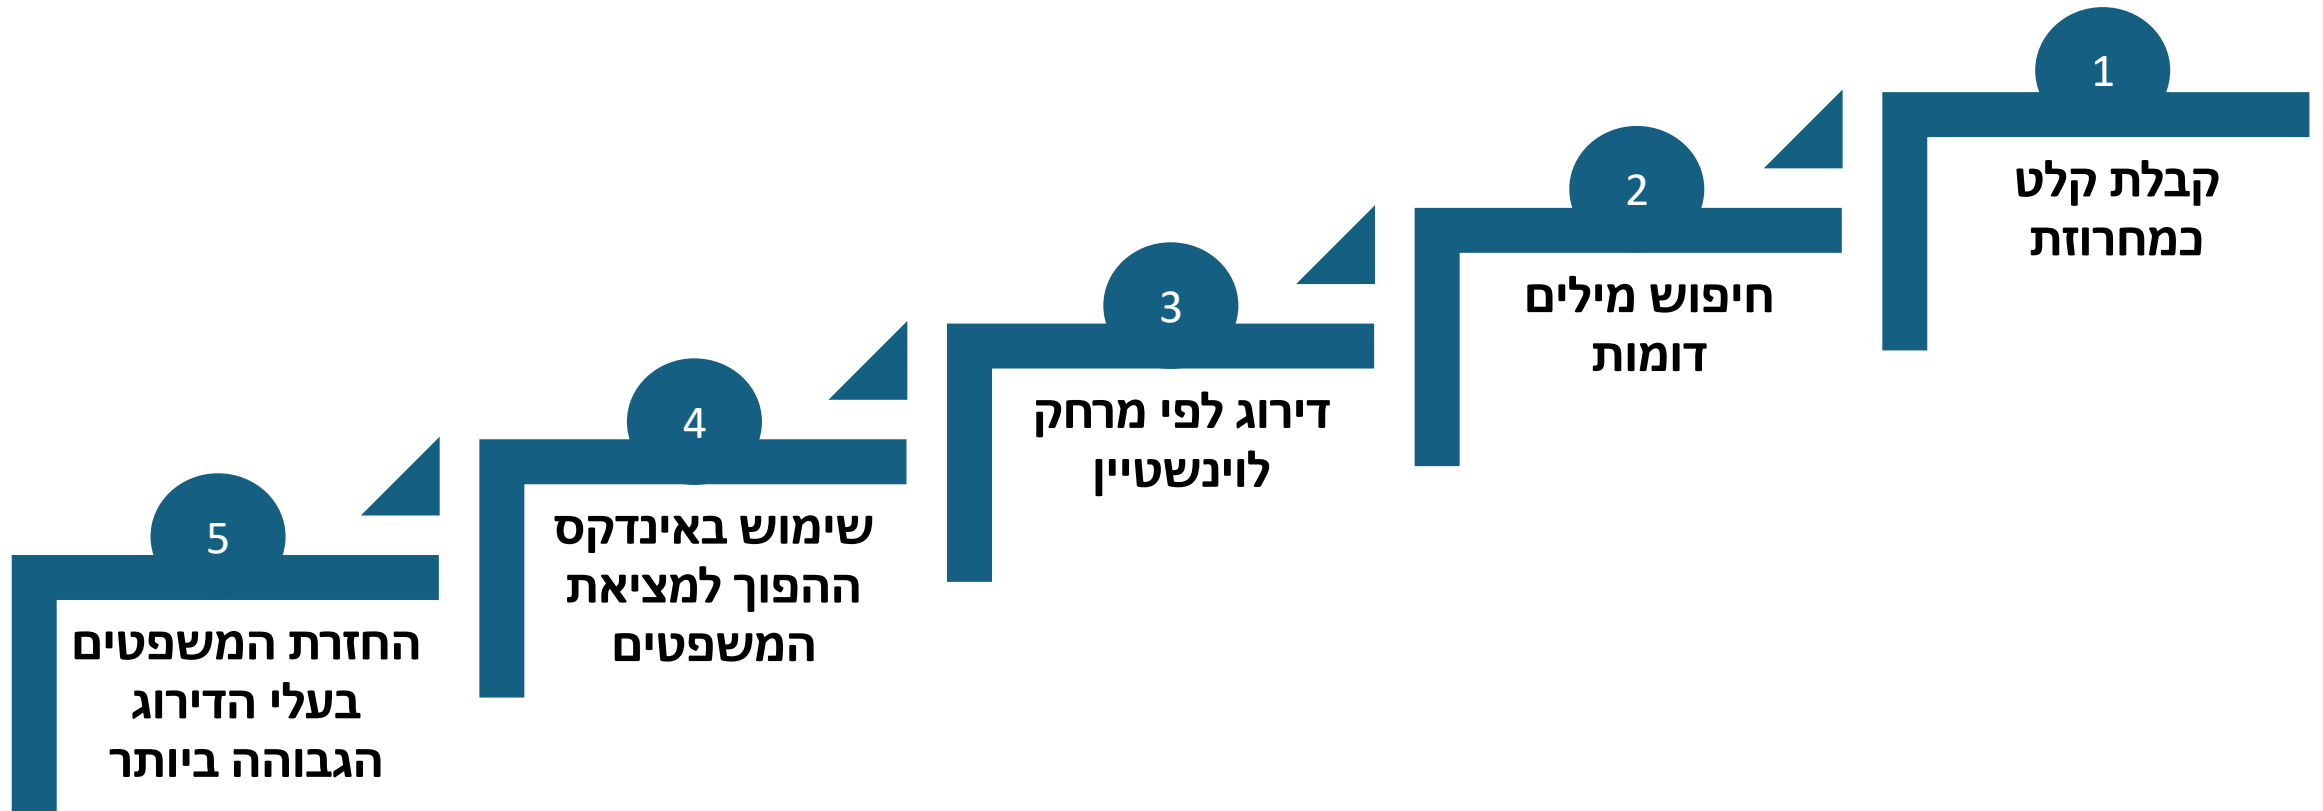 1
קבלת קלט
כמחרוזת
2
חיפוש מילים
דומות
3
דירוג לפי מרחק
לוינשטיין
4
שימוש באינדקס
ההפוך למציאת
המשפטים
5
החזרת המשפטים
בעלי הדירוג
הגבוהה ביותר